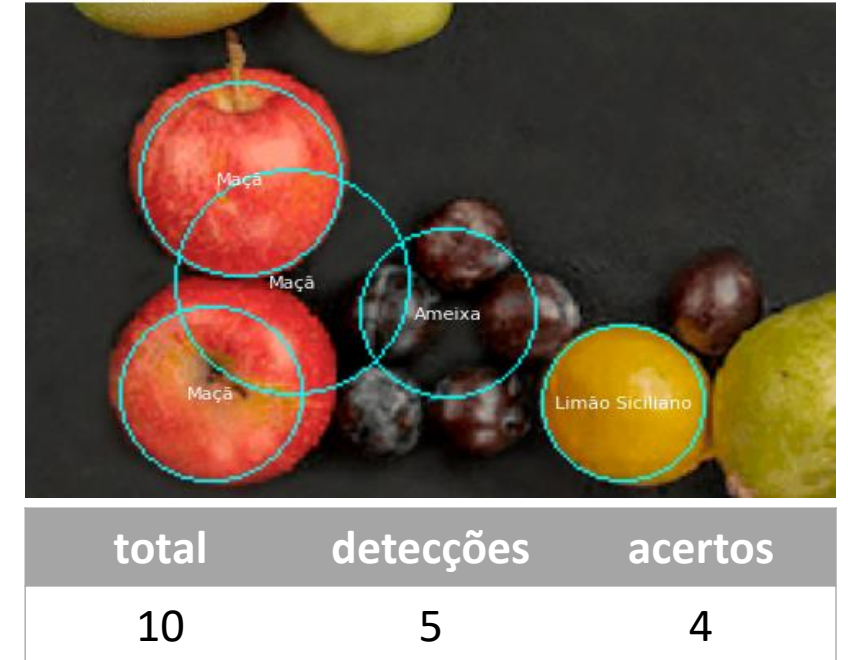 Maçã
Maçã
Ameixa
Maçã
Limão Siciliano
total detecções acertos
10 5 4